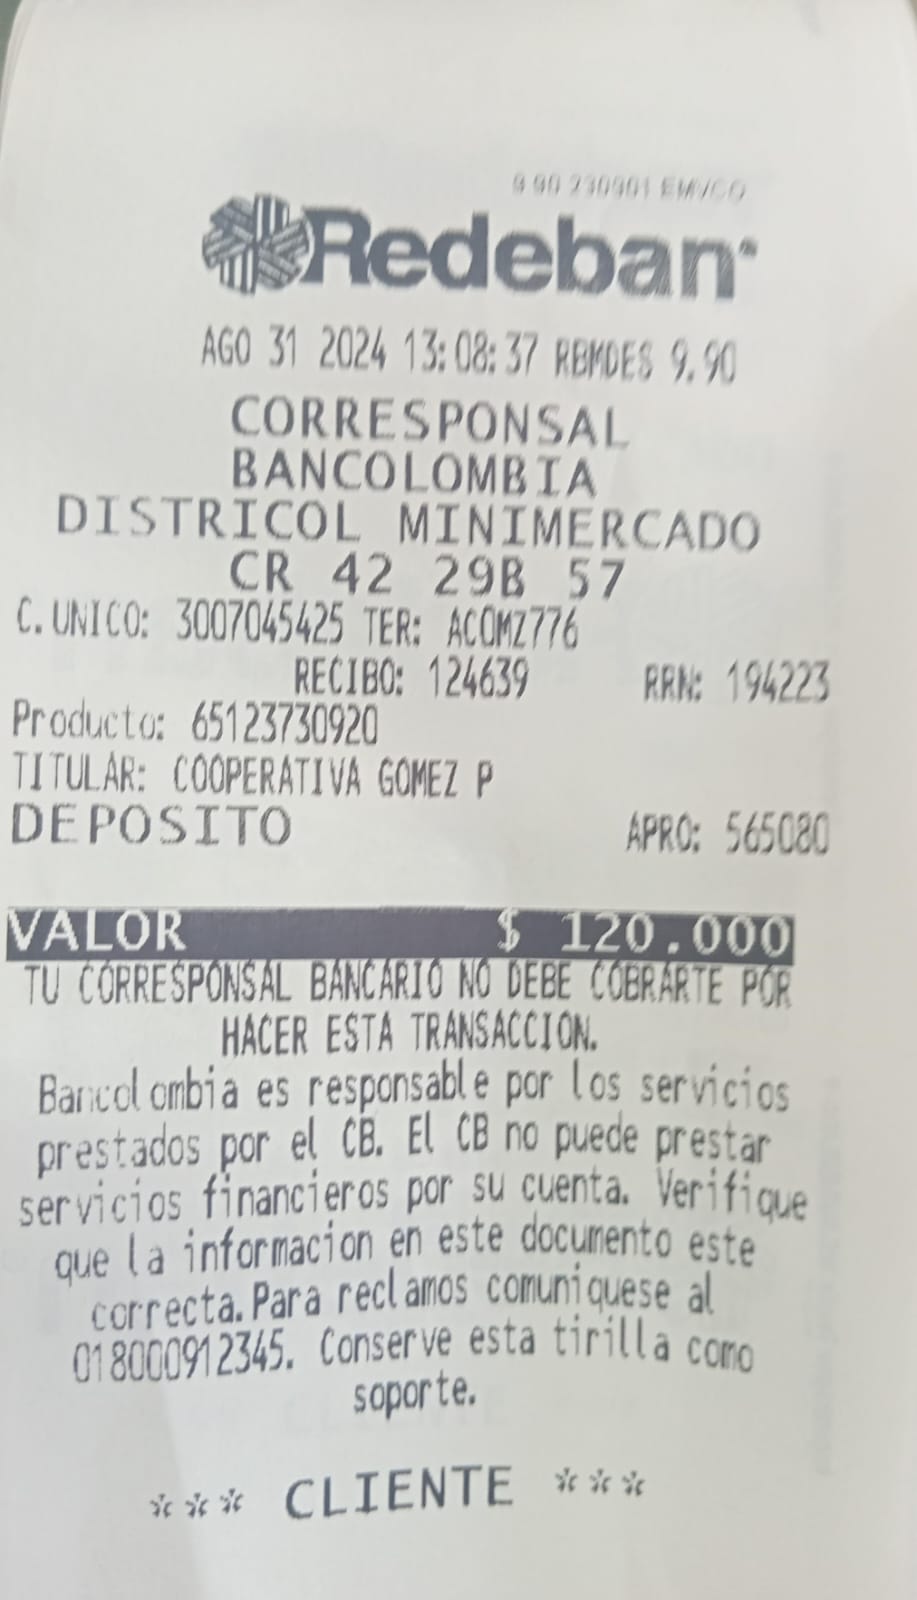 9 90 230901 EMVCO
Redeban
AGO 31 2024 13:08:37 RBMDES 9.90
CORRESPONSAL
BANCOLOMBIA
DISTRICOL MINIMERCADO
CR 42 29B 57
C.UNICO: 3007045425 TER: ACOMZ776
RECIBO: 124639 RRN: 194223
Producto: 65123730920
TITULAR: COOPERATIVA GOMEZ P
DEPOSITO APRO: 565080
VALOR $ 120.000
TU CORRESPONSAL BANCARIO NO DEBE COBRARTE POR
HACER ESTA TRANSACCION.
Bancolombia es responsable por los servicios
prestados por el CB. El CB no puede prestar
servicios financieros por su cuenta. Verifique
que la informacion en este documento este
correcta.Para reclamos comuniquese al
018000912345. Conserve esta tirilla como
soporte.
*** CLIENTE ***